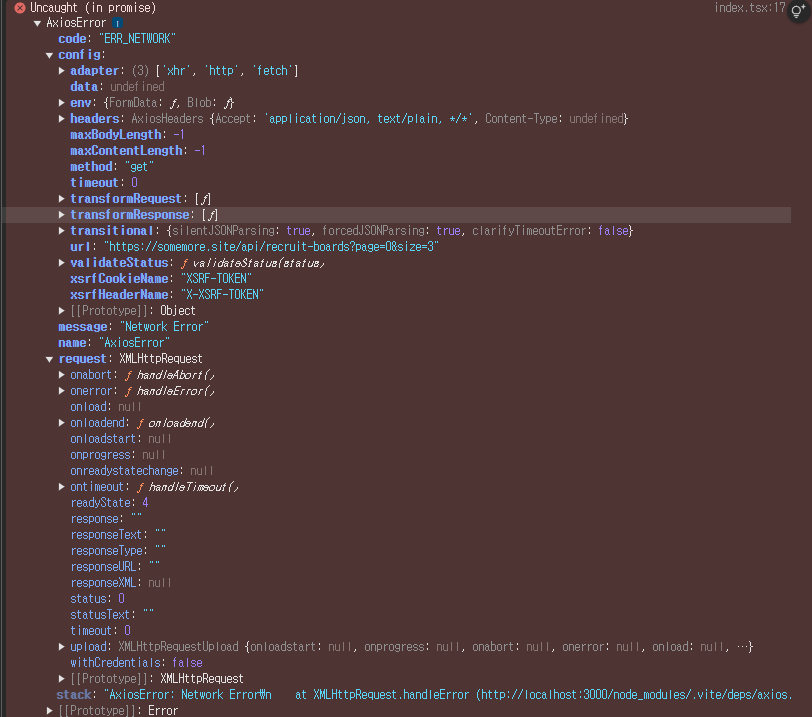 Uncaught (in promise) index.tsx:17
AxiosError i
code: "ERR_NETWORK"
config:
adapter: (3) ['xhr', 'http', 'fetch']
data: undefined
env: {FormData: ƒ, Blob: ƒ}
headers: AxiosHeaders {Accept: 'application/json, text/plain, */*', Content-Type: undefined}
maxBodyLength: -1
maxContentLength: -1
method: "get"
timeout: 0
transformRequest: [ƒ]
transformResponse: [ƒ]
transitional: {silentJSONParsing: true, forcedJSONParsing: true, clarifyTimeoutError: false}
url: "https://somemore.site/api/recruit-boards?page=0&size=3"
validateStatus: ƒ validateStatus(status)
xsrfCookieName: "XSRF-TOKEN"
xsrfHeaderName: "X-XSRF-TOKEN"
[[Prototype]]: Object
message: "Network Error"
name: "AxiosError"
request: XMLHttpRequest
onabort: ƒ handleAbort()
onerror: ƒ handleError()
onload: null
onloadend: ƒ onloadend()
onloadstart: null
onprogress: null
onreadystatechange: null
ontimeout: ƒ handleTimeout()
readyState: 4
response: ""
responseText: ""
responseType: ""
responseURL: ""
responseXML: null
status: 0
statusText: ""
timeout: 0
upload: XMLHttpRequestUpload {onloadstart: null, onprogress: null, onabort: null, onerror: null, onload: null, …}
withCredentials: false
[[Prototype]]: XMLHttpRequest
stack: "AxiosError: Network Error₩n    at XMLHttpRequest.handleError (http://localhost:3000/node_modules/.vite/deps/axios.
[[Prototype]]: Error